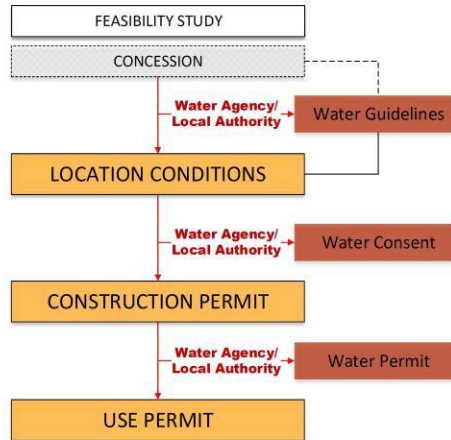 FEASIBILITY STUDY
CONCESSION
Water Agency/
Local Authority
Water Guidelines
LOCATION CONDITIONS
Water Agency/
Local Authority
Water Consent
CONSTRUCTION PERMIT
Water Agency/
Local Authority
Water Permit
USE PERMIT